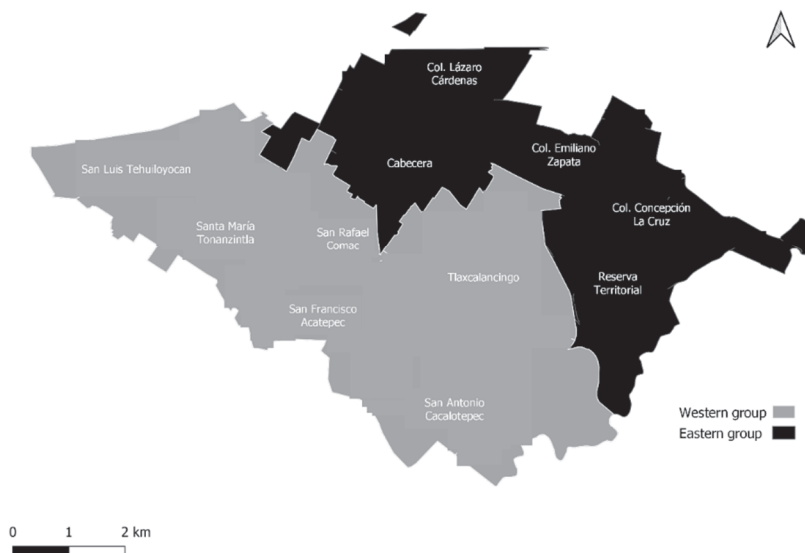 Col. Lázaro
Cárdenas
Col. Emiliano
Zapata
Cabecera
San Luis Tehuiloyocan
Col. Concepción
La Cruz
Santa María
Tonanzintla
San Rafael
Comac
Tlaxcalancingo
Reserva
Territorial
San Francisco
Acatepec
San Antonio
Cacalotepec
Western group
Eastern group
0 1 2 km